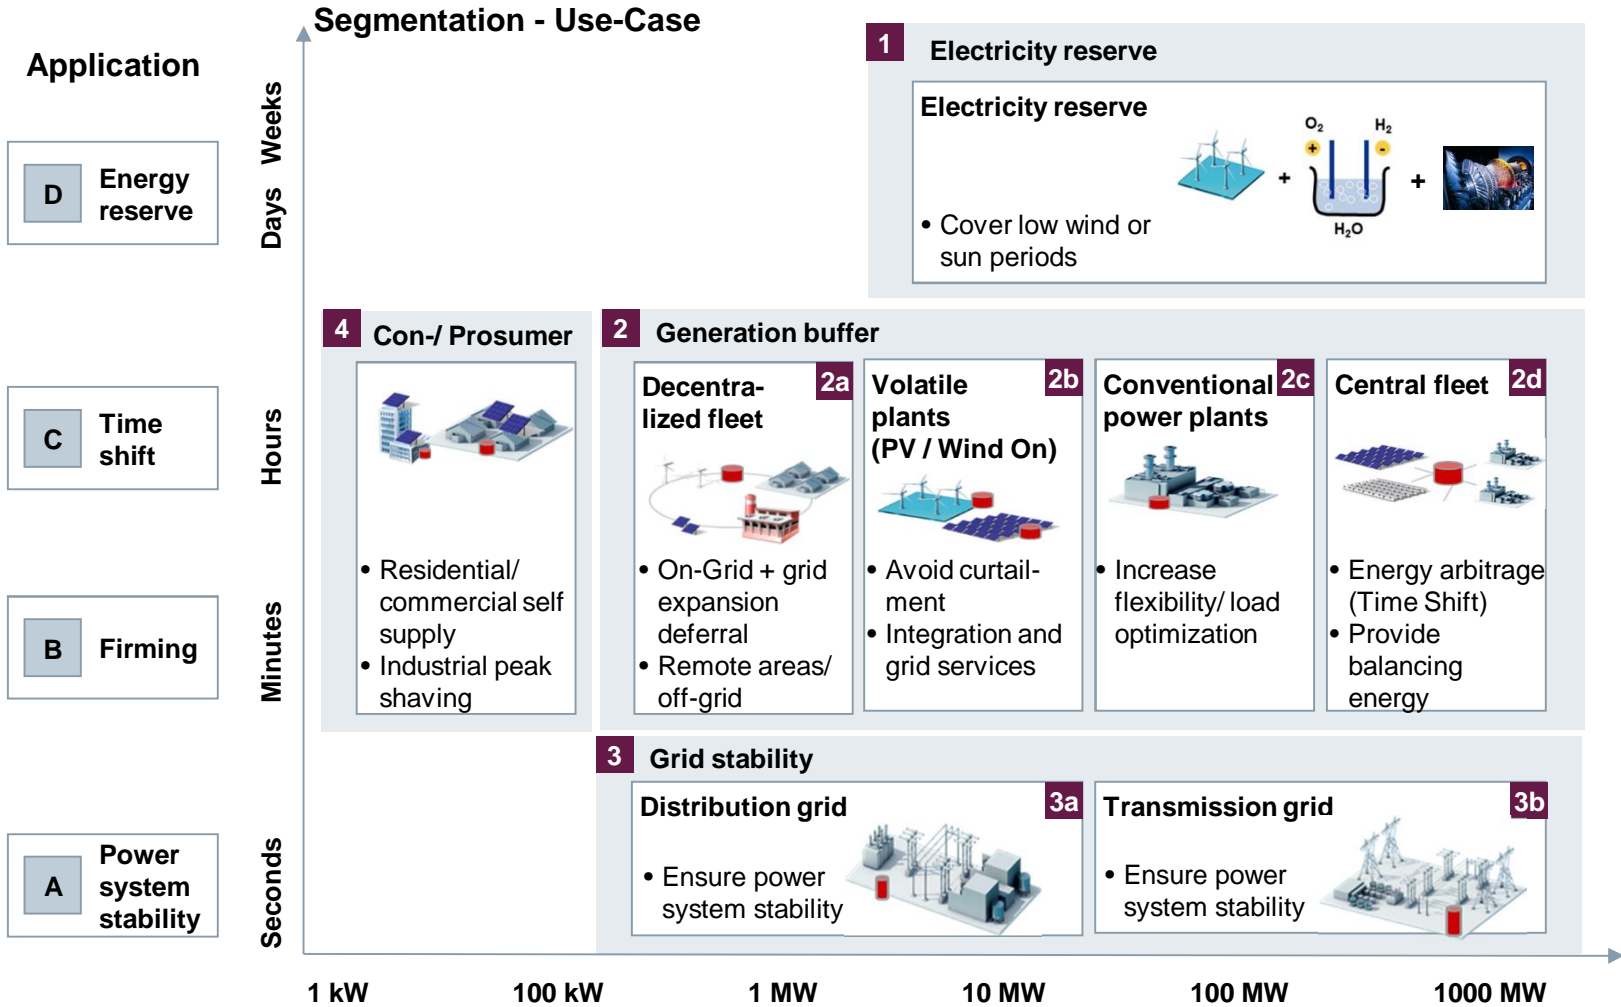 Segmentation - Use-Case
Application
D
Energy
reserve
C
Time
shift
B
Firming
A
Power
system
stability
Weeks
Days
Hours
Minutes
Seconds
1
Electricity reserve
Electricity reserve
O2
H2
+
-
+
+
H2O
• Cover low wind or
sun periods
4
Con-/ Prosumer
• Residential/
commercial self
supply
• Industrial peak
shaving
2
Generation buffer
Decentra-
lized fleet
2a
• On-Grid + grid
expansion
deferral
• Remote areas/
off-grid
Volatile
plants
(PV / Wind On)
2b
• Avoid curtail-
ment
• Integration and
grid services
Conventional
power plants
2c
• Increase
flexibility/ load
optimization
Central fleet
2d
• Energy arbitrage
(Time Shift)
• Provide
balancing
energy
3
Grid stability
Distribution grid
3a
• Ensure power
system stability
Transmission grid
3b
• Ensure power
system stability
1 kW
100 kW
1 MW
10 MW
100 MW
1000 MW